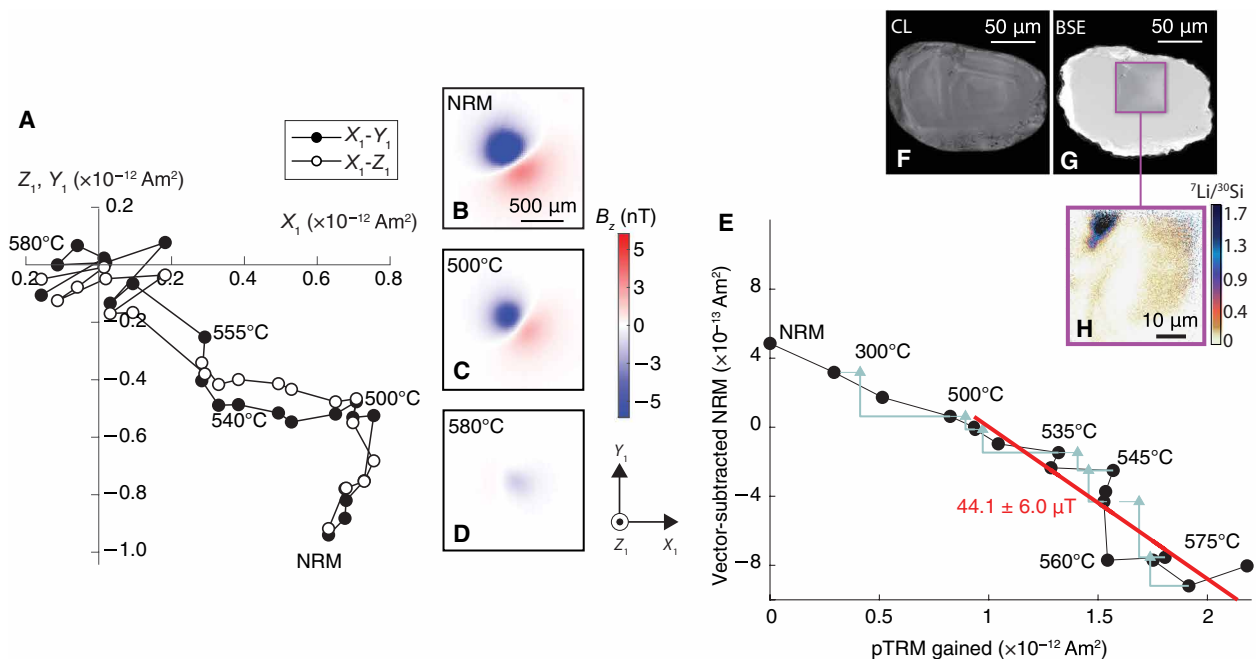 A
X₁-Y₁
X₁-Z₁
Z₁, Y₁ (×10⁻¹² Am²)
X₁ (×10⁻¹² Am²)
0.2
580°C
0.2
0.2
0.4
0.6
0.8
−0.2
555°C
−0.4
540°C
500°C
−0.6
−0.8
−1.0
NRM
NRM
B
500 μm
500°C
C
580°C
D
B_z (nT)
5
3
0
−3
−5
Y₁
Z₁
X₁
CL
50 μm
F
BSE
50 μm
G
⁷Li/³⁰Si
1.7
1.3
0.9
0.4
0
H
10 μm
E
Vector-subtracted NRM (×10⁻¹³ Am²)
8
4
0
−4
−8
NRM
300°C
500°C
535°C
545°C
44.1 ± 6.0 μT
560°C
575°C
0
0.5
1
1.5
2
pTRM gained (×10⁻¹² Am²)